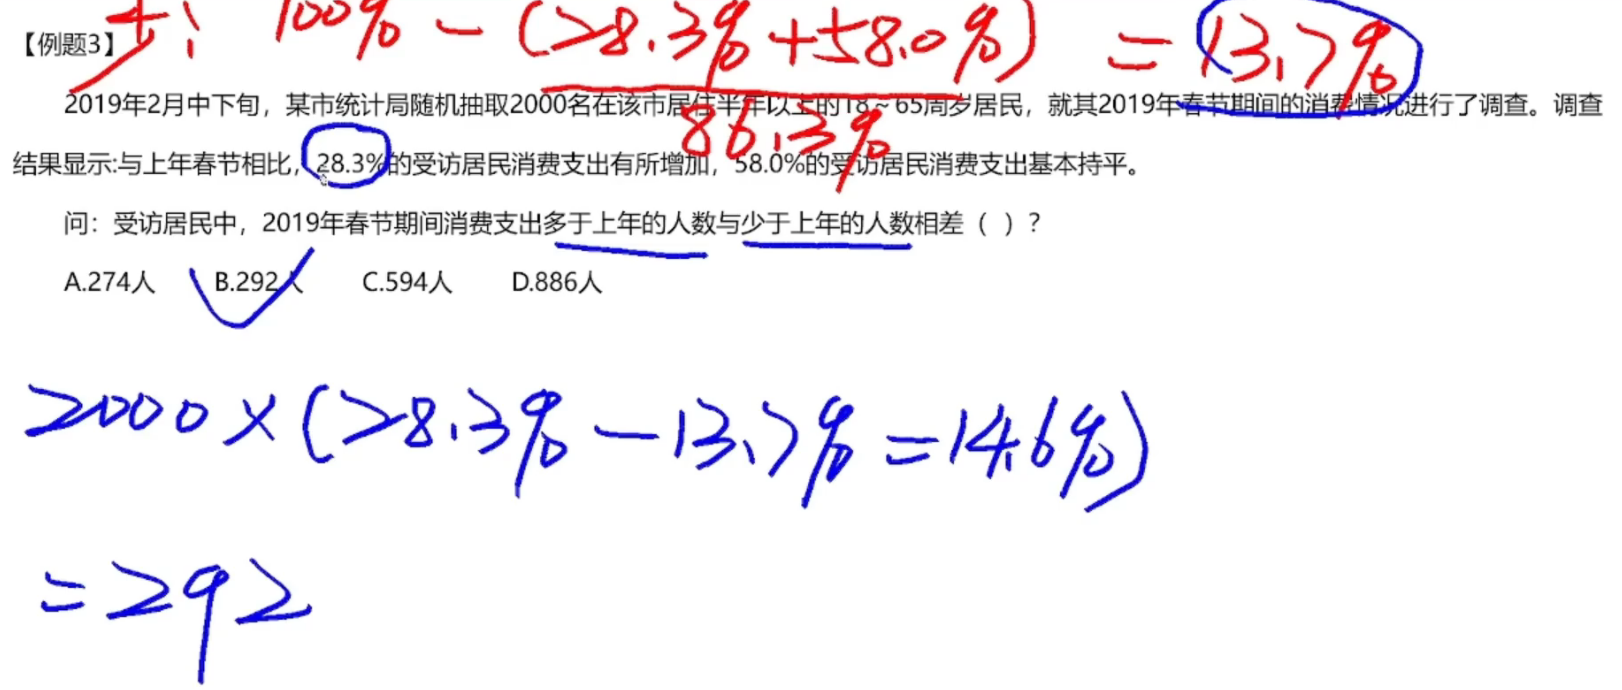 少： 100% - (28.3% + 58.0%) = 13.7%
【例题3】
86.3%
2019年2月中下旬，某市统计局随机抽取2000名在该市居住半年以上的18~65周岁居民，就其2019年春节期间的消费情况进行了调查。调查
结果显示:与上年春节相比，28.3%的受访居民消费支出有所增加，58.0%的受访居民消费支出基本持平。
问：受访居民中，2019年春节期间消费支出多于上年的人数与少于上年的人数相差（ ）？
A.274人 B.292人 C.594人 D.886人
2000 × (28.3% - 13.7% = 14.6%)
= 292